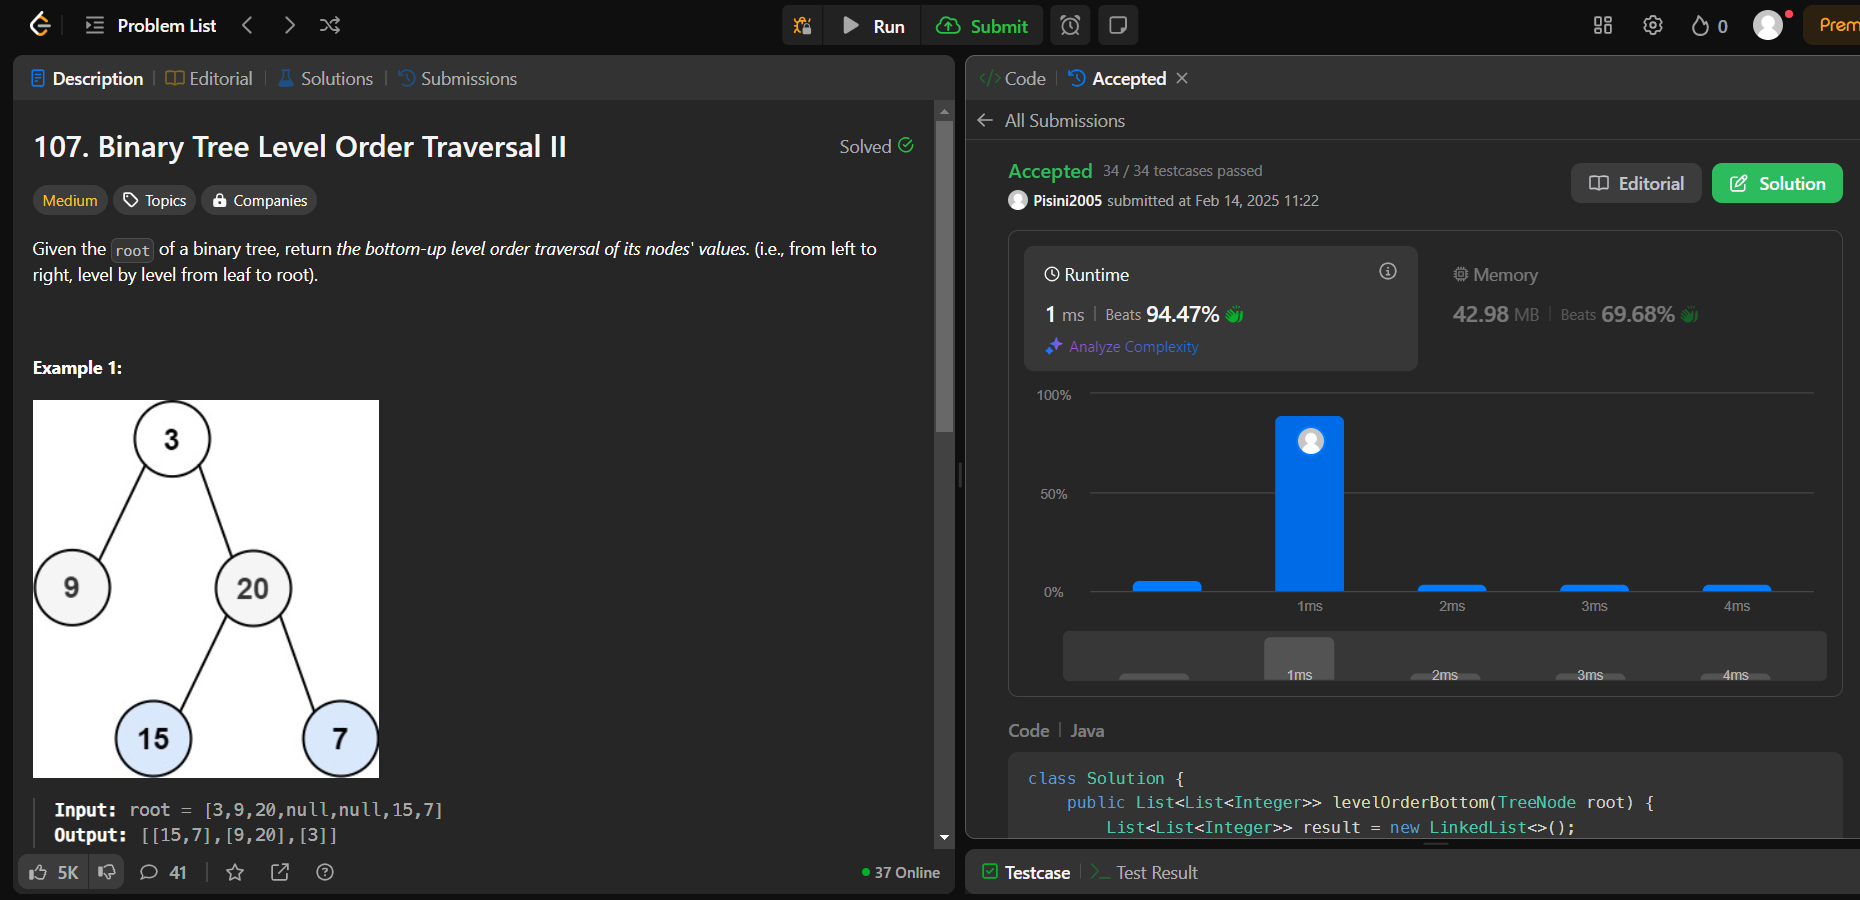 Problem List
Run
Submit
0
Prem
Description
Editorial
Solutions
Submissions
107. Binary Tree Level Order Traversal II
Solved
Medium
Topics
Companies
Given the root of a binary tree, return the bottom-up level order traversal of its nodes' values. (i.e., from left to
right, level by level from leaf to root).
Example 1:
3
9
20
15
7
Input: root = [3,9,20,null,null,15,7]
Output: [[15,7],[9,20],[3]]
5K
41
37 Online
</> Code
Accepted
All Submissions
Accepted 34 / 34 testcases passed
Pisini2005 submitted at Feb 14, 2025 11:22
Editorial
Solution
Runtime
1 ms | Beats 94.47%
Analyze Complexity
Memory
42.98 MB | Beats 69.68%
100%
50%
0%
1ms
2ms
3ms
4ms
1ms
2ms
3ms
4ms
Code | Java
class Solution {
public List<List<Integer>> levelOrderBottom(TreeNode root) {
List<List<Integer>> result = new LinkedList<>();
Testcase
Test Result